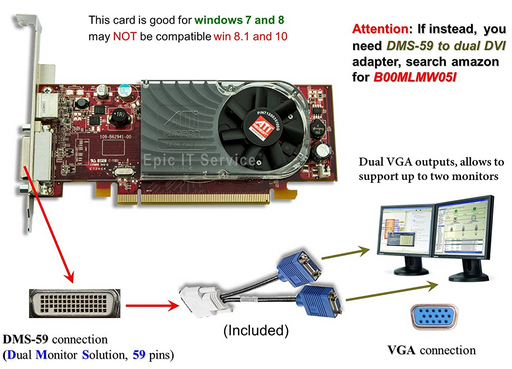 This card is good for windows 7 and 8
may NOT be compatible win 8.1 and 10
Attention: If instead, you
need DMS-59 to dual DVI
adapter, search amazon
for B00MLMW05I
ATI
109-B62941-00
Epic IT Service
Dual VGA outputs, allows to
support up to two monitors
(Included)
DMS-59 connection
(Dual Monitor Solution, 59 pins)
VGA connection